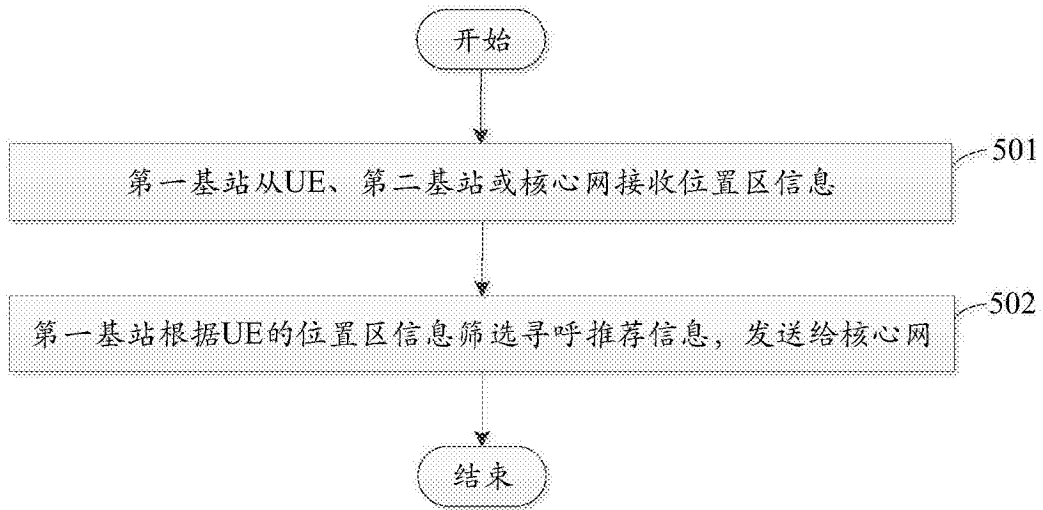 开始
501
第一基站从UE、第二基站或核心网接收位置区信息
502
第一基站根据UE的位置区信息筛选寻呼推荐信息，发送给核心网
结束